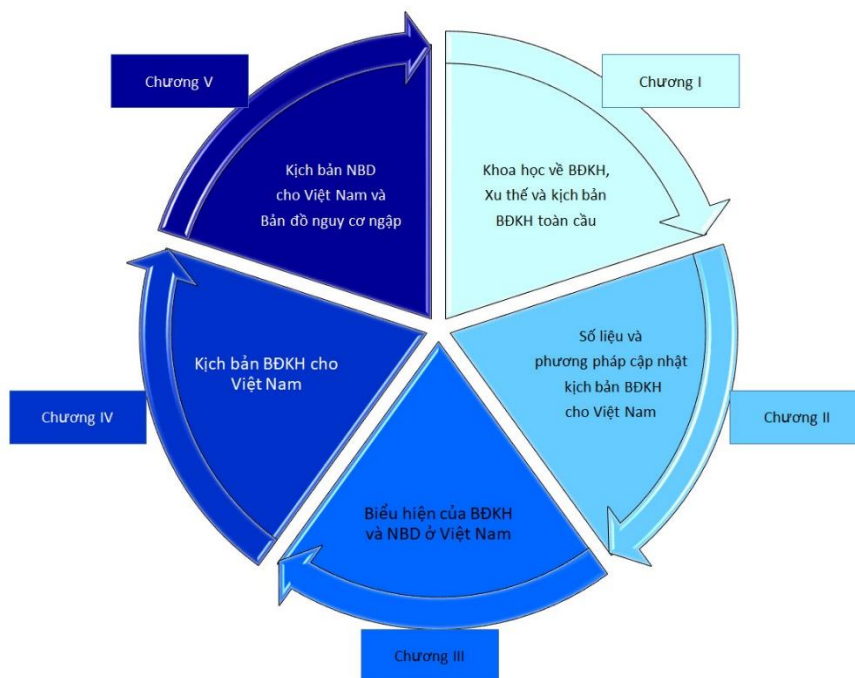 Chương I
Khoa học về BĐKH,
Xu thế và kịch bản
BĐKH toàn cầu
Chương II
Số liệu và
phương pháp cập nhật
kịch bản BĐKH
cho Việt Nam
Chương III
Biểu hiện của BĐKH
và NBD ở Việt Nam
Chương IV
Kịch bản BĐKH cho
Việt Nam
Chương V
Kịch bản NBD
cho Việt Nam và
Bản đồ nguy cơ ngập